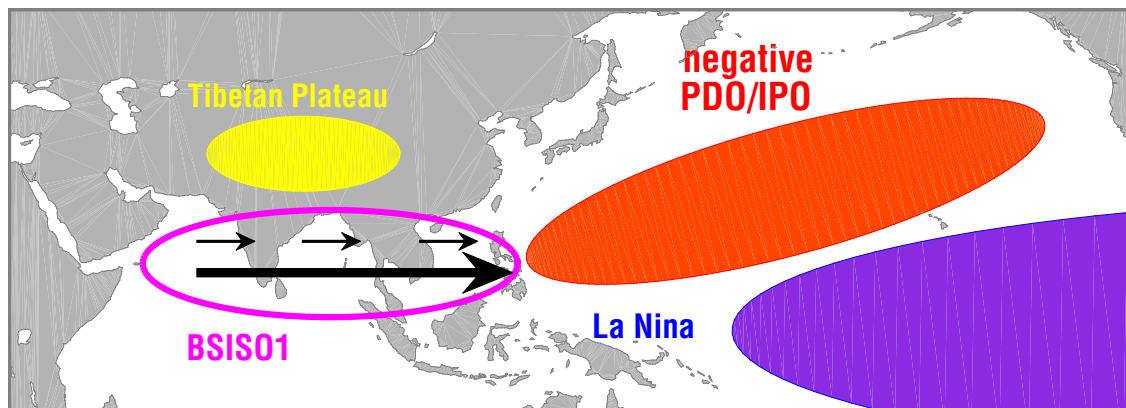 negative
PDO/IPO
Tibetan Plateau
La Nina
BSISO1